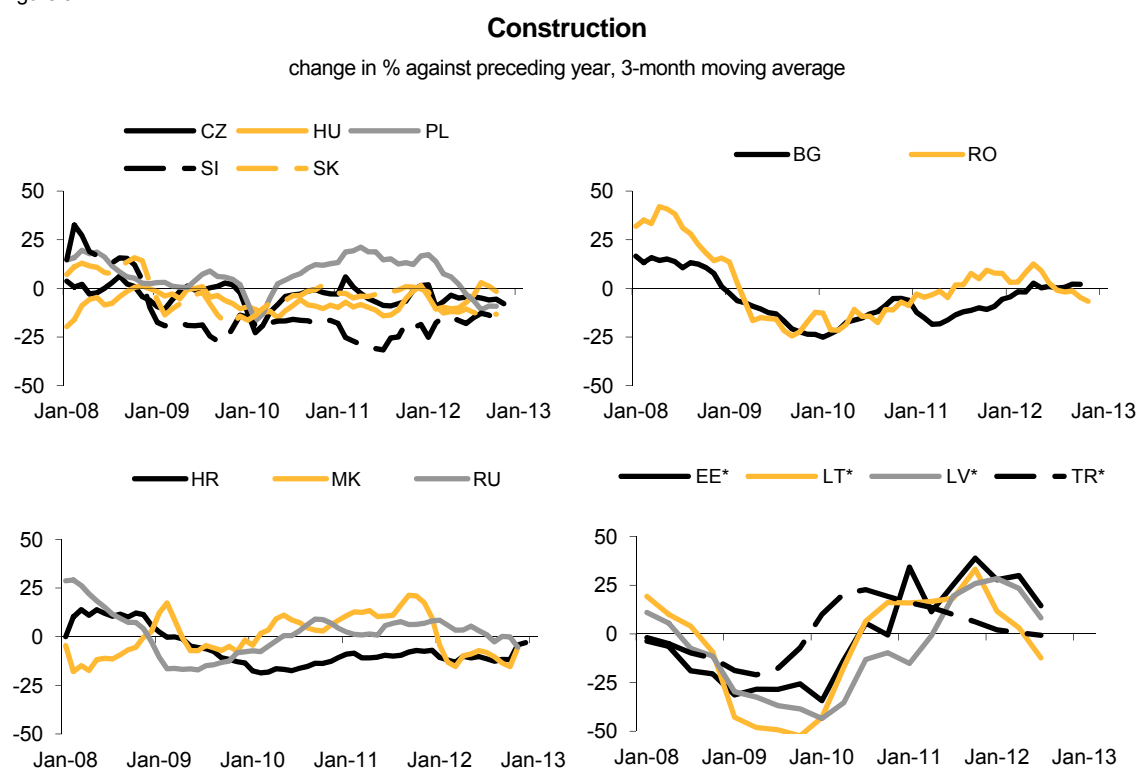 Construction
change in % against preceding year, 3-month moving average
CZ HU PL
SI SK
50
25
0
-25
-50
Jan-08 Jan-09 Jan-10 Jan-11 Jan-12 Jan-13
BG RO
50
25
0
-25
-50
Jan-08 Jan-09 Jan-10 Jan-11 Jan-12 Jan-13
HR MK RU
50
25
0
-25
-50
Jan-08 Jan-09 Jan-10 Jan-11 Jan-12 Jan-13
EE* LT* LV* TR*
50
25
0
-25
-50
Jan-08 Jan-09 Jan-10 Jan-11 Jan-12 Jan-13